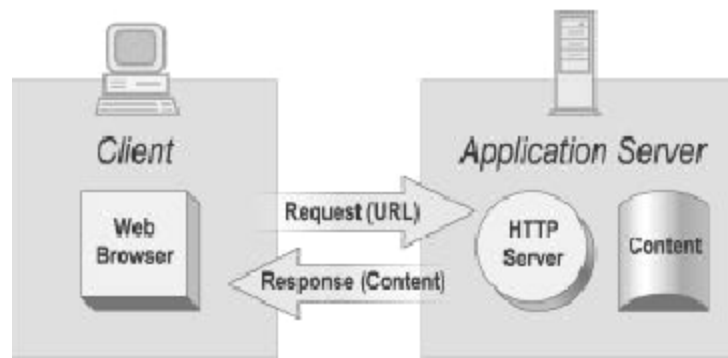 Client
Application Server
Web
Browser
Request (URL)
Response (Content)
HTTP
Server
Content